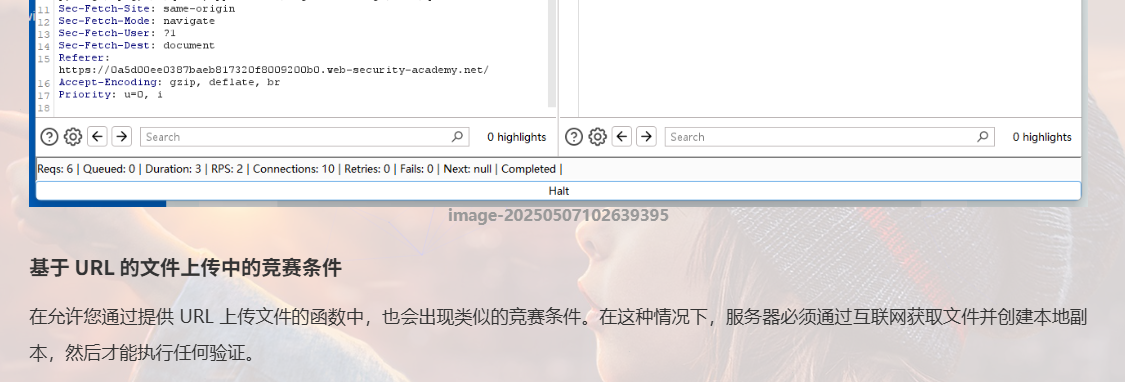 11 Sec-Fetch-Site: same-origin
12 Sec-Fetch-Mode: navigate
13 Sec-Fetch-User: ?1
14 Sec-Fetch-Dest: document
15 Referer:
https://0a5d00ee0387baeb817320f8009200b0.web-security-academy.net/
16 Accept-Encoding: gzip, deflate, br
17 Priority: u=0, i
18
Search 0 highlights Search 0 highlights
Reqs: 6 | Queued: 0 | Duration: 3 | RPS: 2 | Connections: 10 | Retries: 0 | Fails: 0 | Next: null | Completed |
Halt
image-20250507102639395
基于 URL 的文件上传中的竞赛条件
在允许您通过提供 URL 上传文件的函数中，也会出现类似的竞赛条件。在这种情况下，服务器必须通过互联网获取文件并创建本地副
本，然后才能执行任何验证。